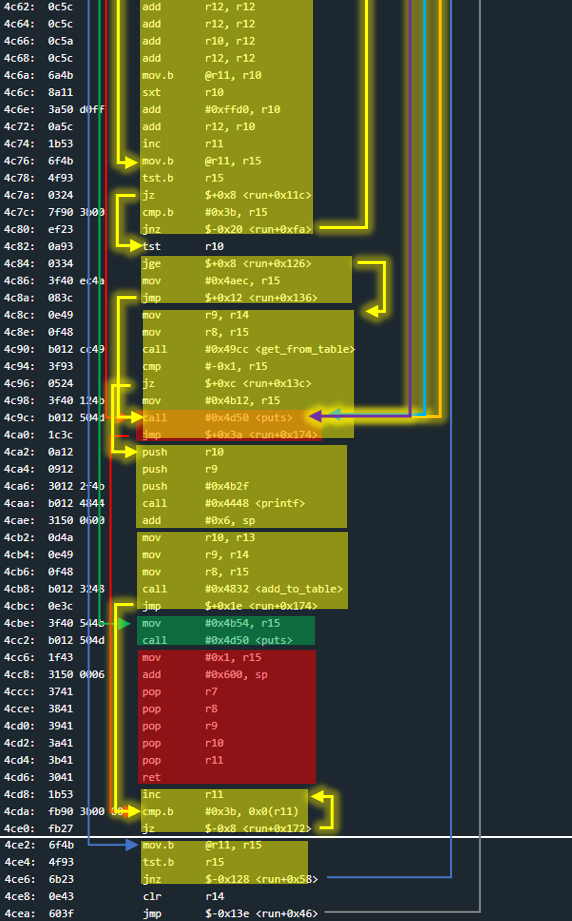 4c62: 0c5c add r12, r12
4c64: 0c5c add r12, r12
4c66: 0c5a add r10, r12
4c68: 0c5c add r12, r12
4c6a: 6a4b mov.b @r11, r10
4c6c: 8a11 sxt r10
4c6e: 3a50 d0ff add #0xffd0, r10
4c72: 0a5c add r12, r10
4c74: 1b53 inc r11
4c76: 6f4b mov.b @r11, r15
4c78: 4f93 tst.b r15
4c7a: 0324 jz $+0x8 <run+0x11c>
4c7c: 7f90 3b00 cmp.b #0x3b, r15
4c80: ef23 jnz $-0x20 <run+0xfa>
4c82: 0a93 tst r10
4c84: 0334 jge $+0x8 <run+0x126>
4c86: 3f40 ec4a mov #0x4aec, r15
4c8a: 083c jmp $+0x12 <run+0x136>
4c8c: 0e49 mov r9, r14
4c8e: 0f48 mov r8, r15
4c90: b012 cc49 call #0x49cc <get_from_table>
4c94: 3f93 cmp #-0x1, r15
4c96: 0524 jz $+0xc <run+0x13c>
4c98: 3f40 124b mov #0x4b12, r15
4c9c: b012 504d call #0x4d50 <puts>
4ca0: 1c3c jmp $+0x3a <run+0x174>
4ca2: 0a12 push r10
4ca4: 0912 push r9
4ca6: 3012 2f4b push #0x4b2f
4caa: b012 4844 call #0x4448 <printf>
4cae: 3150 0600 add #0x6, sp
4cb2: 0d4a mov r10, r13
4cb4: 0e49 mov r9, r14
4cb6: 0f48 mov r8, r15
4cb8: b012 3248 call #0x4832 <add_to_table>
4cbc: 0e3c jmp $+0x1e <run+0x174>
4cbe: 3f40 544b mov #0x4b54, r15
4cc2: b012 504d call #0x4d50 <puts>
4cc6: 1f43 mov #0x1, r15
4cc8: 3150 0006 add #0x600, sp
4ccc: 3741 pop r7
4cce: 3841 pop r8
4cd0: 3941 pop r9
4cd2: 3a41 pop r10
4cd4: 3b41 pop r11
4cd6: 3041 ret
4cd8: 1b53 inc r11
4cda: fb90 3b00 cmp.b #0x3b, 0x0(r11)
4ce0: fb27 jz $-0x8 <run+0x172>
4ce2: 6f4b mov.b @r11, r15
4ce4: 4f93 tst.b r15
4ce6: 6b23 jnz $-0x128 <run+0x58>
4ce8: 0e43 clr r14
4cea: 603f jmp $-0x13e <run+0x46>